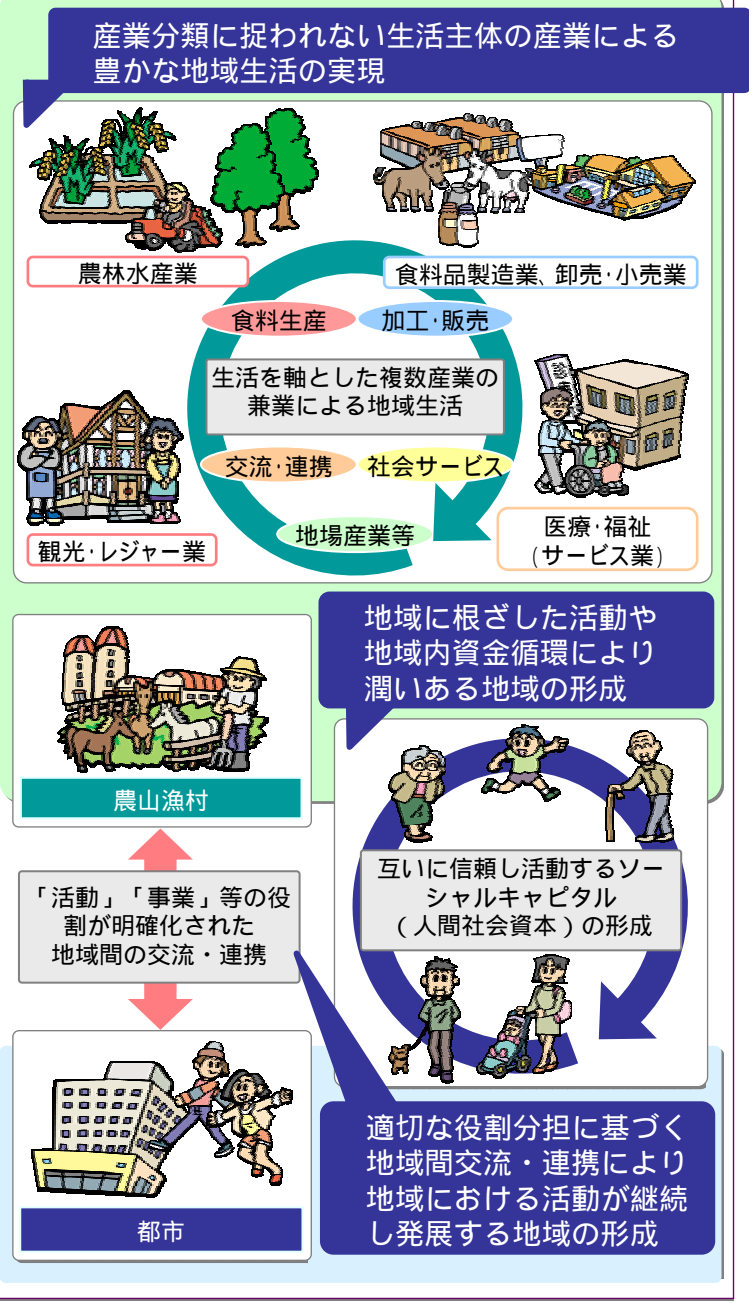 産業分類に捉われない生活主体の産業による
豊かな地域生活の実現
農林水産業
食料品製造業、卸売・小売業
食料生産
加工・販売
生活を軸とした複数産業の
兼業による地域生活
交流・連携
社会サービス
地場産業等
観光・レジャー業
医療・福祉
(サービス業)
地域に根ざした活動や
地域内資金循環により
潤いある地域の形成
農山漁村
互いに信頼し活動するソー
シャルキャピタル
(人間社会資本)の形成
「活動」「事業」等の役
割が明確化された
地域間の交流・連携
都市
適切な役割分担に基づく
地域間交流・連携により
地域における活動が継続
し発展する地域の形成